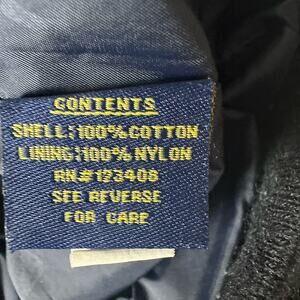 CONTENTS
SHELL:100%COTTON
LINING:100% NYLON
RN#123408
SEE REVERSE
FOR CARE